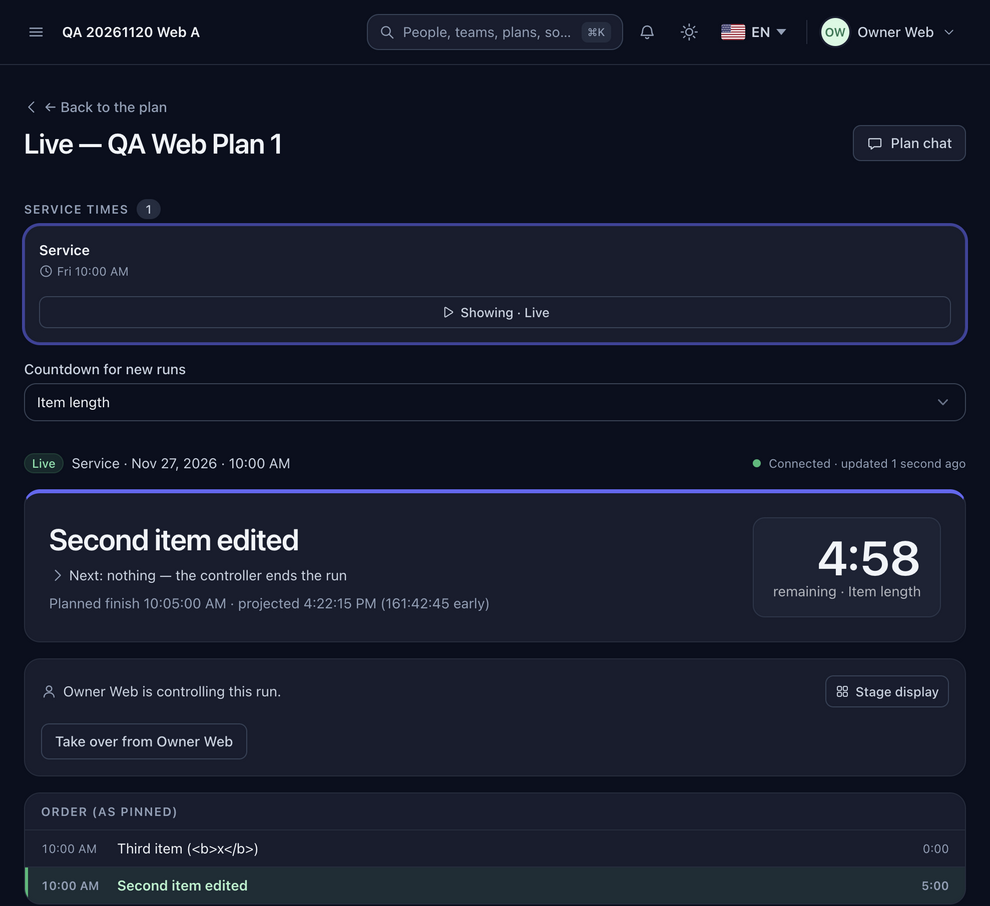 QA 20261120 Web A
People, teams, plans, so... ⌘K
EN
OW Owner Web
← Back to the plan
Live — QA Web Plan 1
Plan chat
SERVICE TIMES 1
Service
Fri 10:00 AM
Showing · Live
Countdown for new runs
Item length
Live Service · Nov 27, 2026 · 10:00 AM
Connected · updated 1 second ago
Second item edited
Next: nothing — the controller ends the run
Planned finish 10:05:00 AM · projected 4:22:15 PM (161:42:45 early)
4:58
remaining · Item length
Owner Web is controlling this run.
Stage display
Take over from Owner Web
ORDER (AS PINNED)
10:00 AM Third item (<b>x</b>) 0:00
10:00 AM Second item edited 5:00